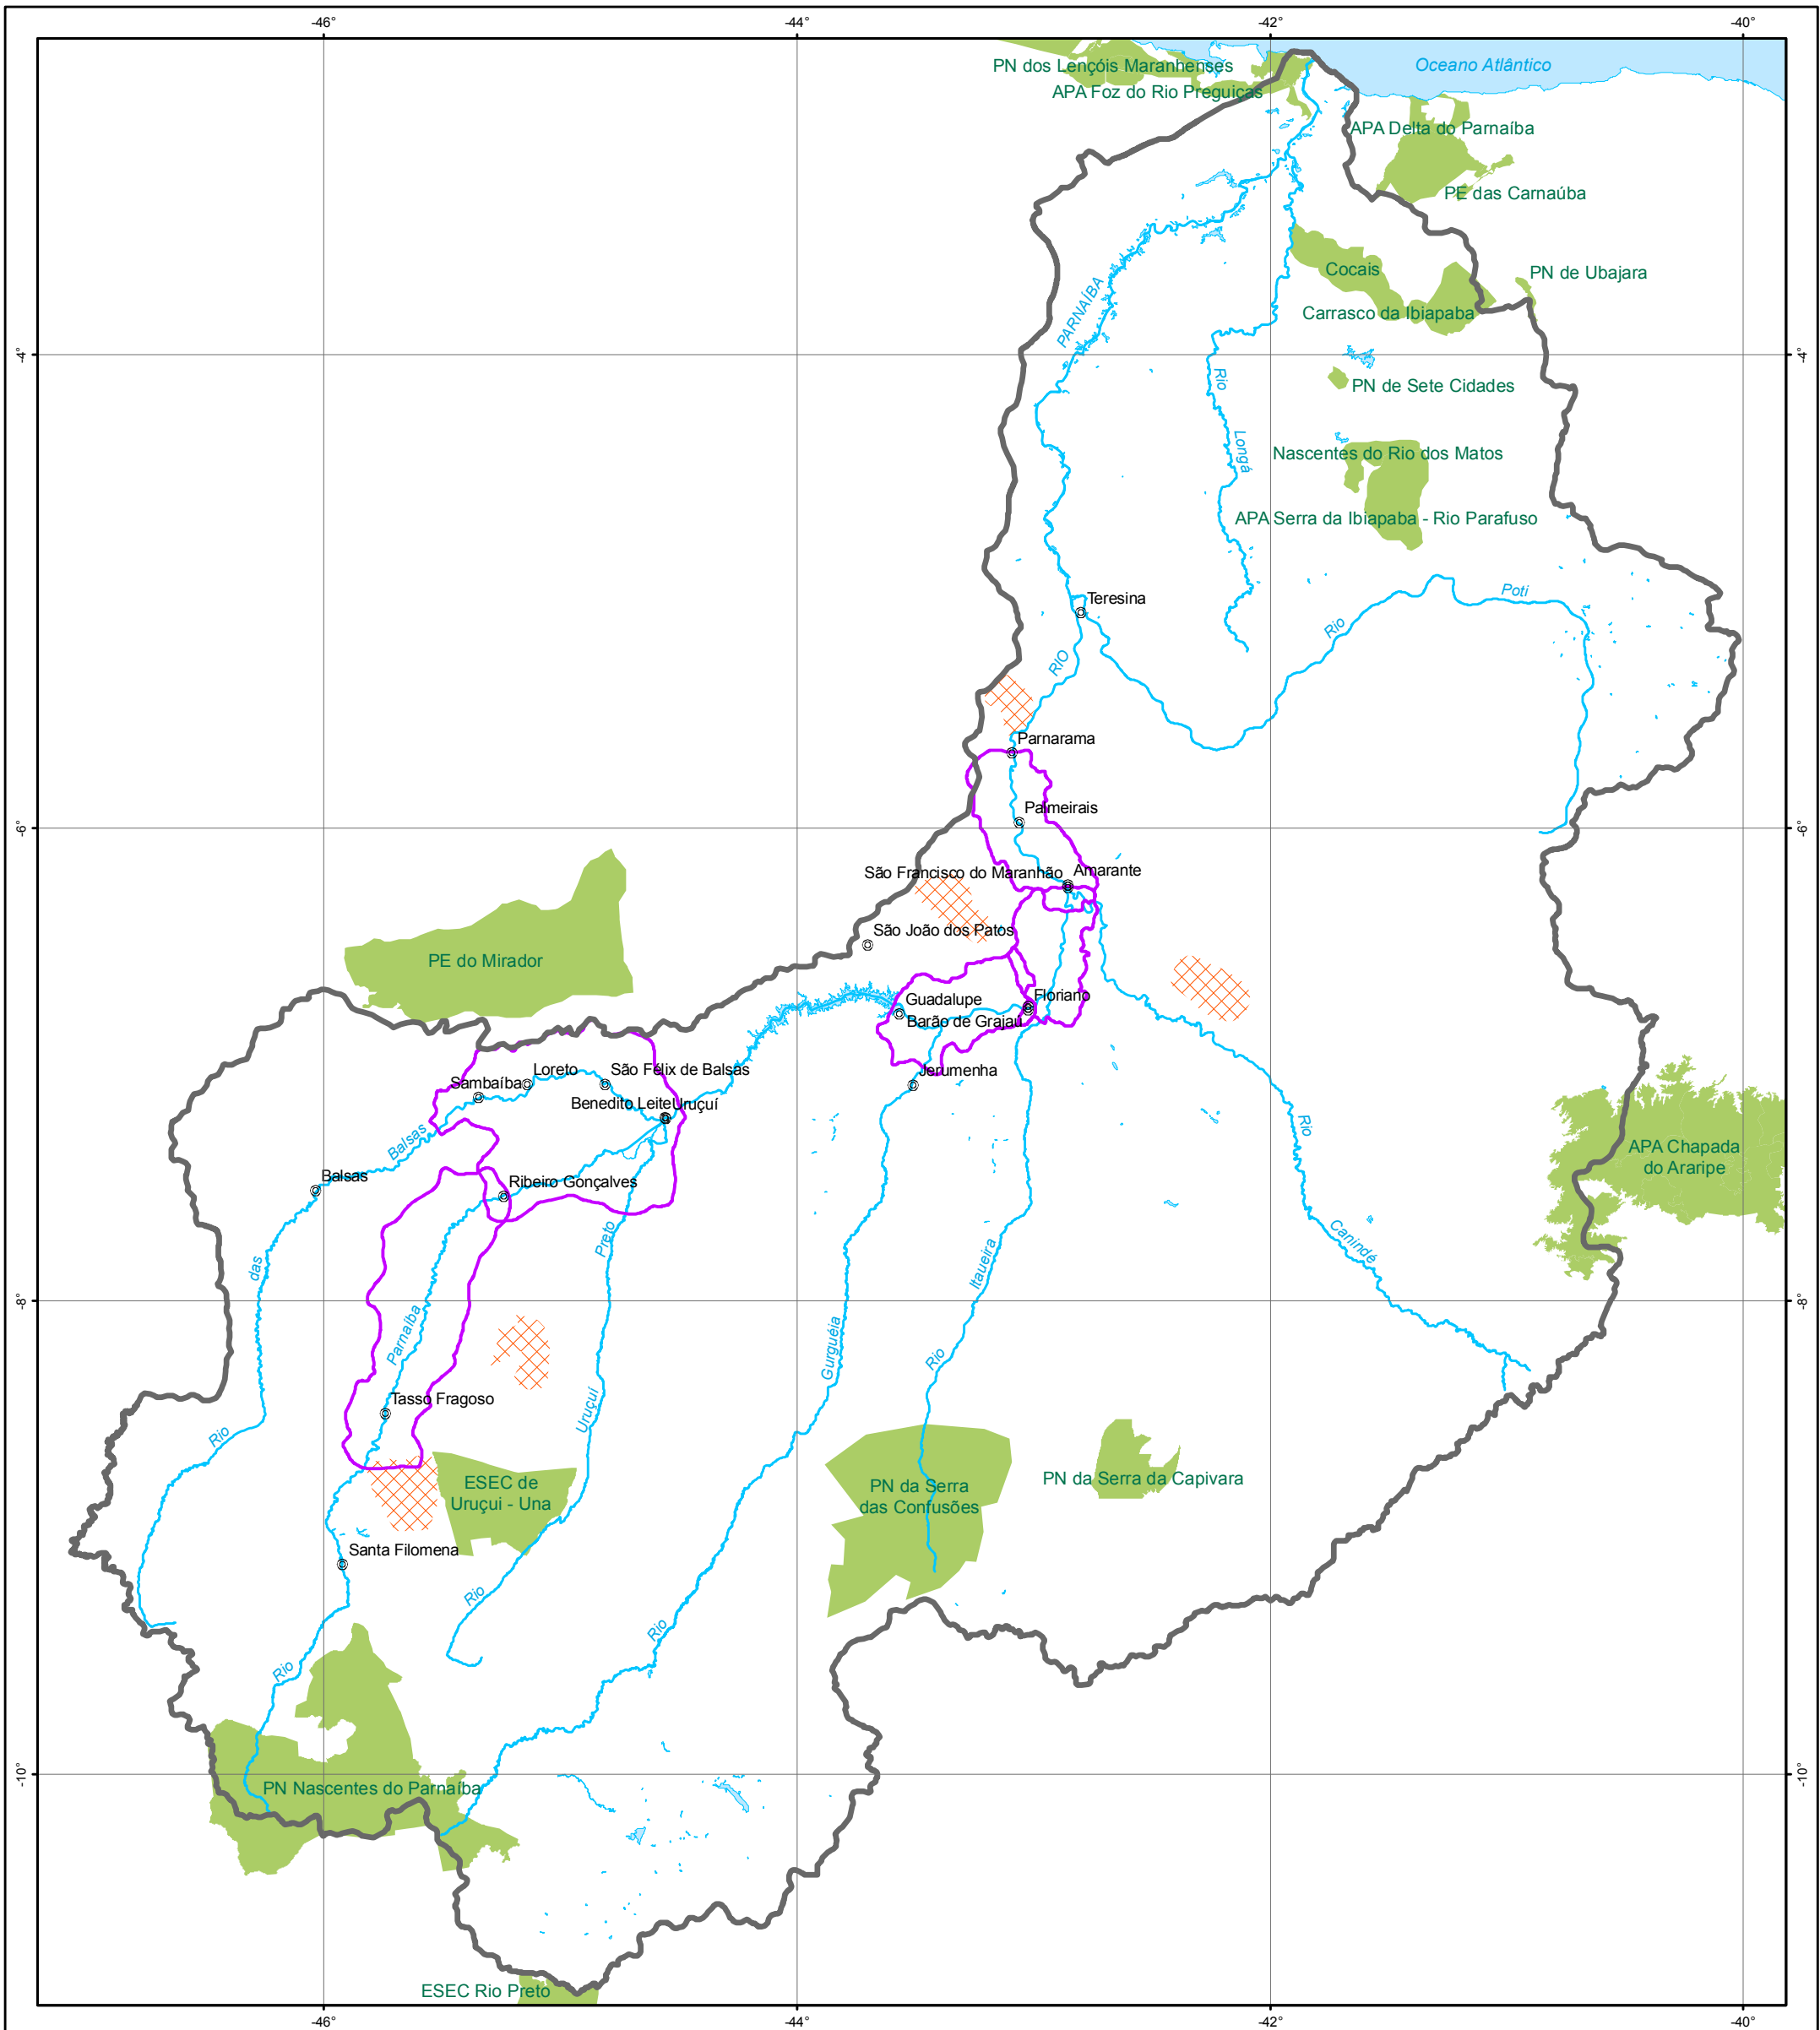 -46°
-44°
-42°
-40°
PN dos Lençóis Maranhenses
Oceano Atlântico
APA Foz do Rio Preguiças
APA Delta do Parnaíba
PE das Carnaúba
Cocais
PN de Ubajara
PARNAÍBA
Carrasco da Ibiapaba
-4°
-4°
Rio
PN de Sete Cidades
Longá
Nascentes do Rio dos Matos
APA Serra da Ibiapaba - Rio Parafuso
Teresina
Poti
Rio
RIO
Parnarama
Palmeirais
-6°
-6°
São Francisco do Maranhão
Amarante
São João dos Patos
PE do Mirador
Guadalupe
Floriano
Barão de Grajaú
Sambaíba
Loreto
São Félix de Balsas
Jerumenha
Benedito Leite
Uruçuí
Balsas
Rio
APA Chapada
do Araripe
Balsas
Ribeiro Gonçalves
das
Preto
Itaueira
Canindé
-8°
-8°
Parnaíba
Gurguéia
Rio
Tasso Fragoso
Uruçuí
Rio
ESEC de
Uruçui - Una
PN da Serra
das Confusões
PN da Serra da Capivara
Santa Filomena
Rio
Rio
Rio
-10°
-10°
PN Nascentes do Parnaíba
ESEC Rio Preto
-46°
-44°
-42°
-40°